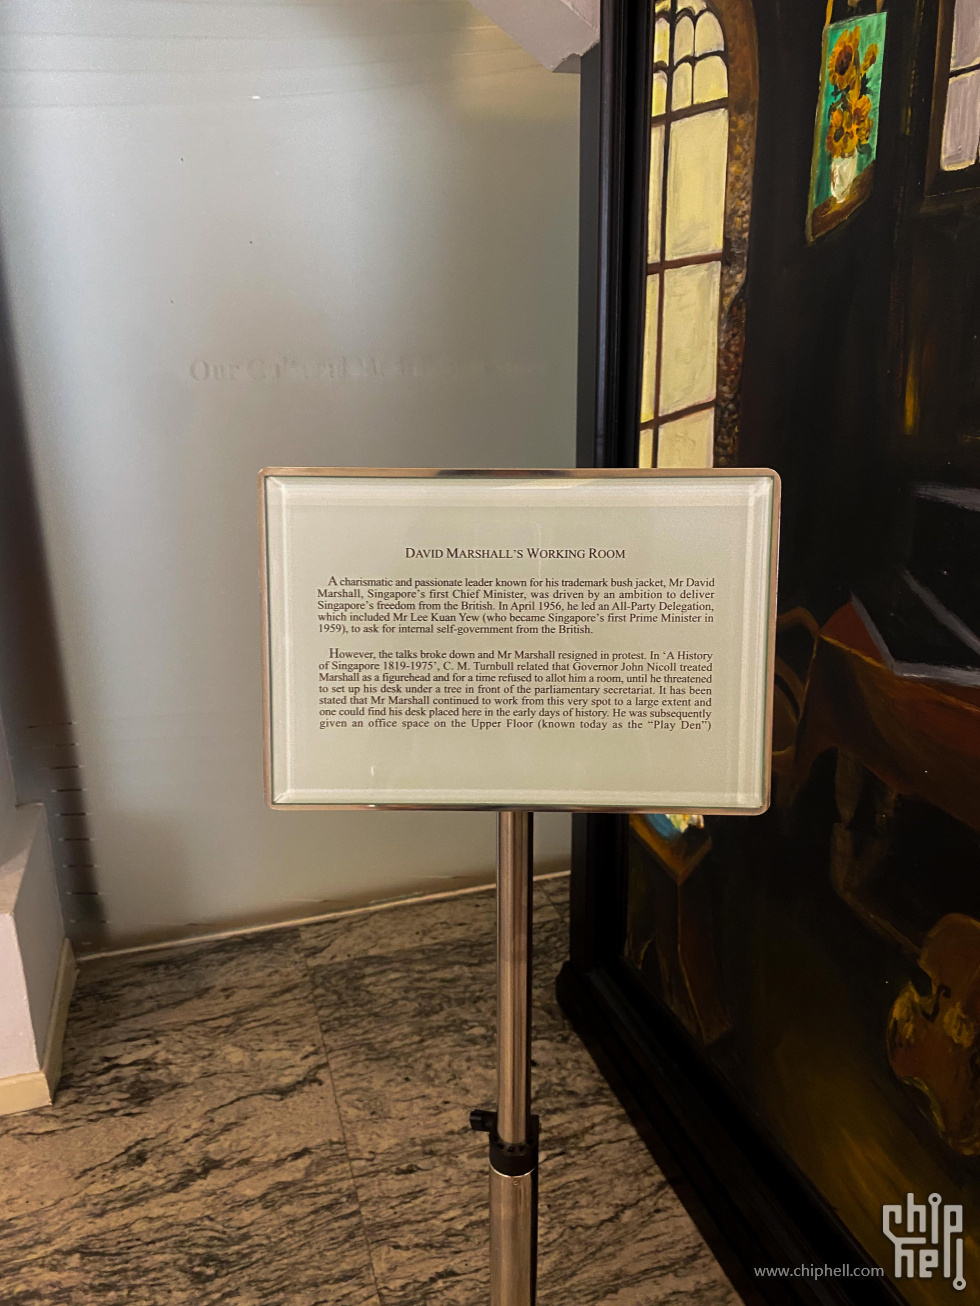 Our
DAVID MARSHALL'S WORKING ROOM
A charismatic and passionate leader known for his trademark bush jacket, Mr David
Marshall, Singapore's first Chief Minister, was driven by an ambition to deliver
Singapore's freedom from the British. In April 1956, he led an All-Party Delegation,
which included Mr Lee Kuan Yew (who became Singapore's first Prime Minister in
1959), to ask for internal self-government from the British.
However, the talks broke down and Mr Marshall resigned in protest. In ‘A History
of Singapore 1819-1975’, C. M. Turnbull related that Governor John Nicoll treated
Marshall as a figurehead and for a time refused to allot him a room, until he threatened
to set up his desk under a tree in front of the parliamentary secretariat. It has been
stated that Mr Marshall continued to work from this very spot to a large extent and
one could find his desk placed here in the early days of history. He was subsequently
given an office space on the Upper Floor (known today as the “Play Den”)
chip
hell
www.chiphell.com